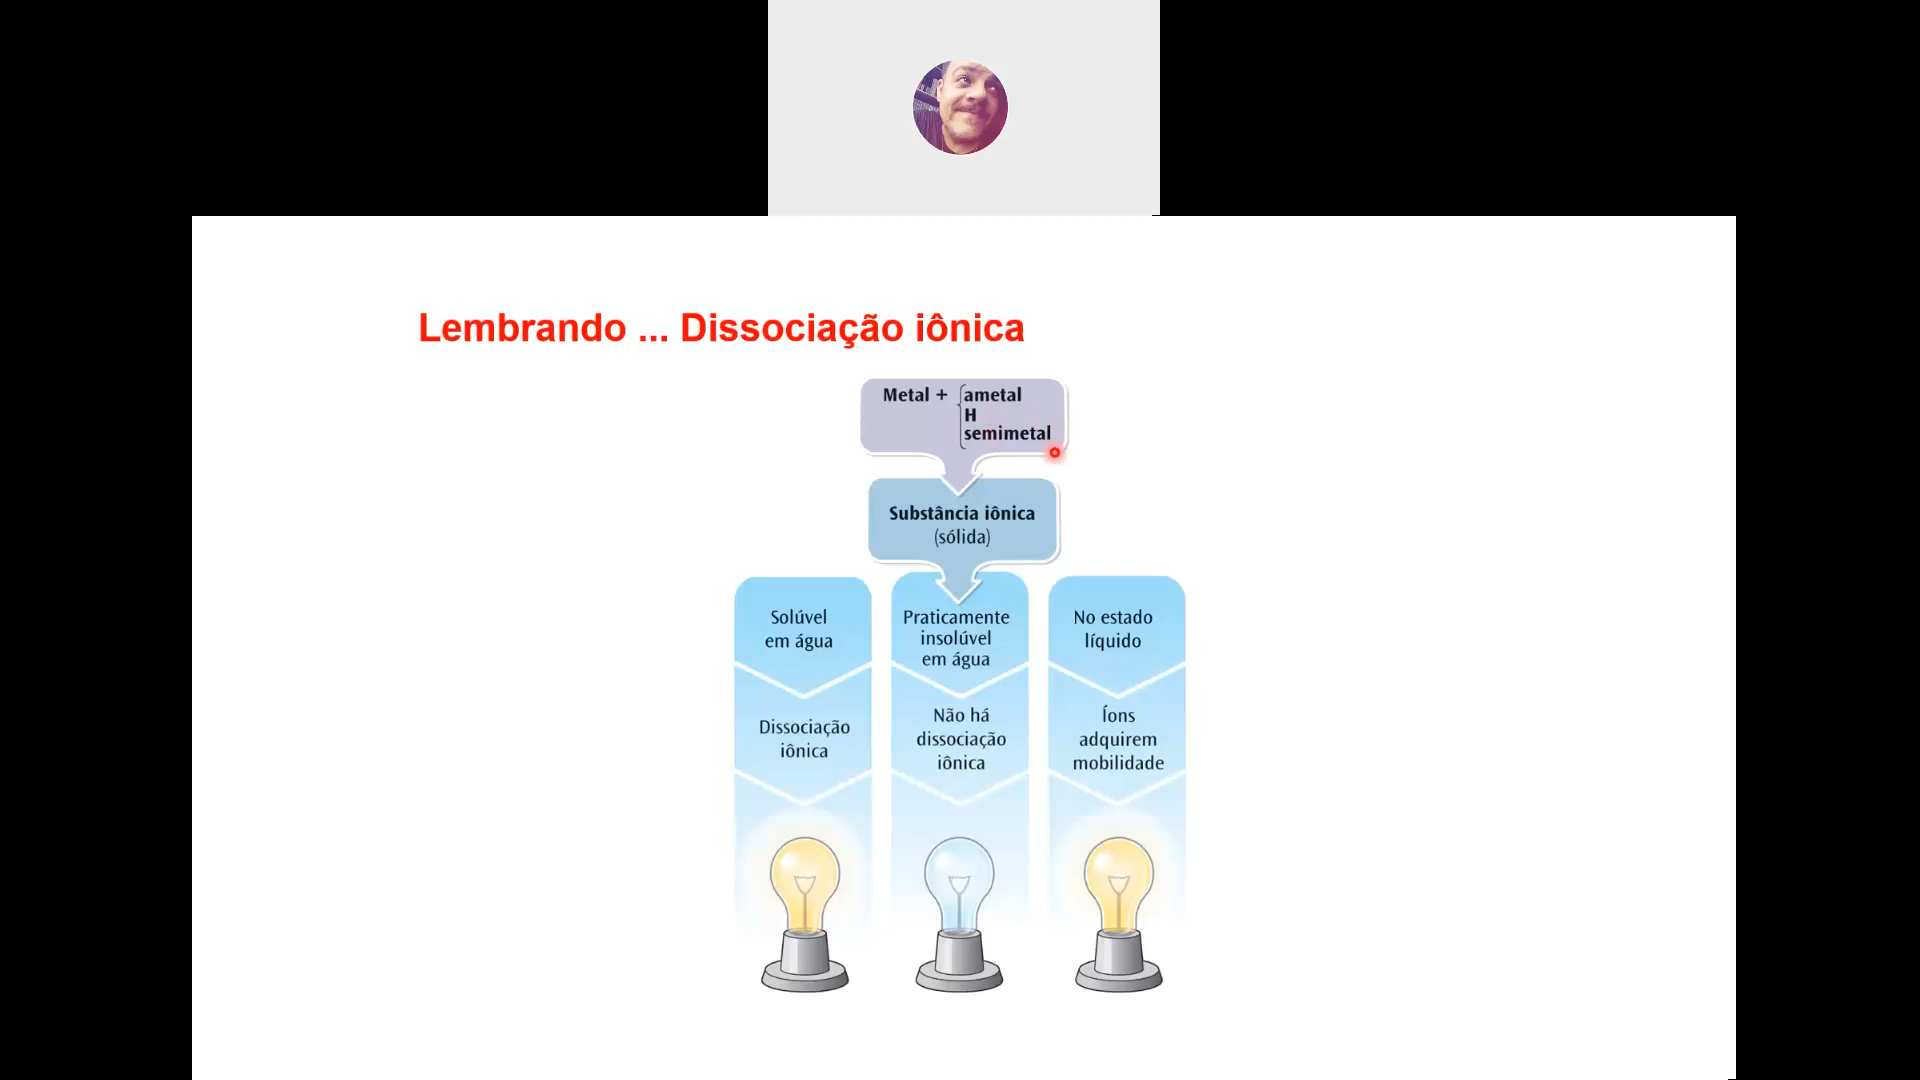 Lembrando ... Dissociação iônica
Metal + ametal
H
semimetal
Substância iônica
(sólida)
Solúvel
em água
Praticamente
insolúvel
em água
No estado
líquido
Dissociação
iônica
Não há
dissociação
iônica
Íons
adquirem
mobilidade